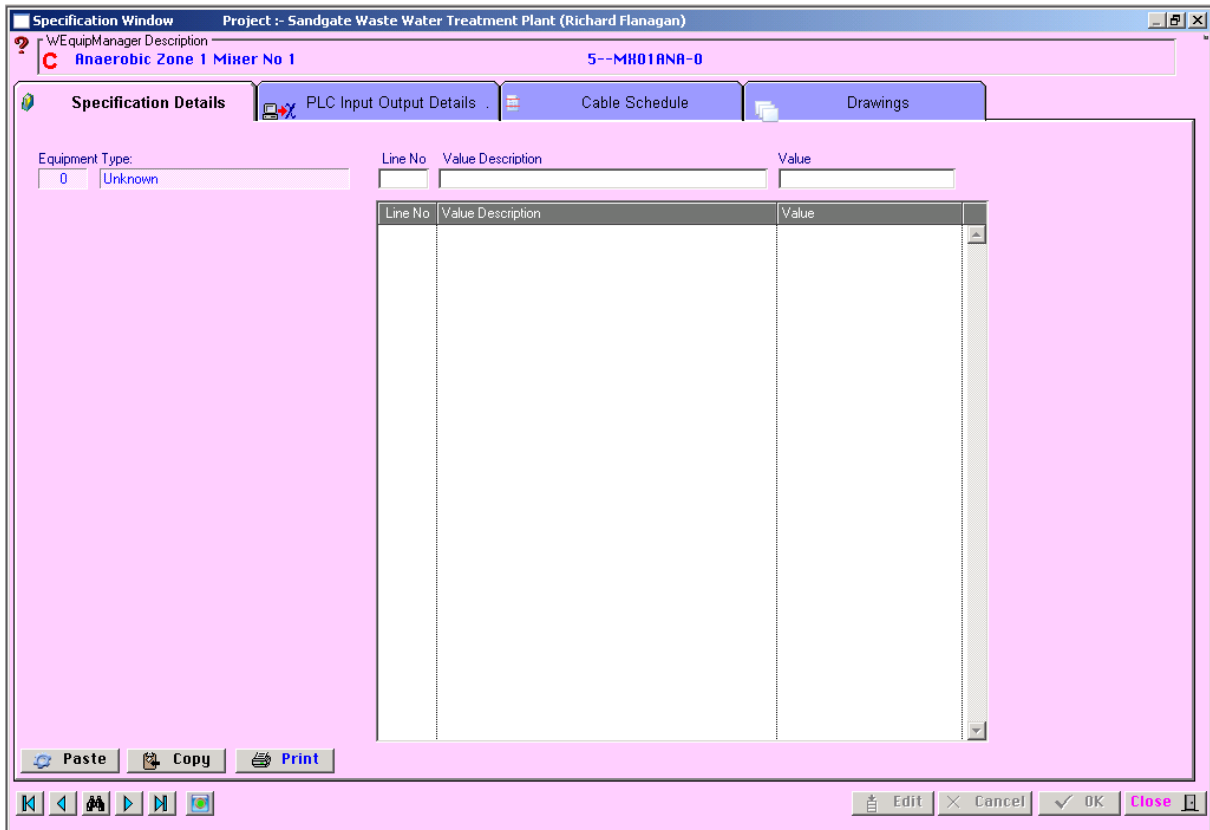 Specification Window Project :- Sandgate Waste Water Treatment Plant (Richard Flanagan)
WEquipManager Description
C Anaerobic Zone 1 Mixer No 1 5--MX01ANA-0
Specification Details PLC Input Output Details . Cable Schedule Drawings
Equipment Type: Line No Value Description Value
0 Unknown
Line No Value Description Value
Paste Copy Print
Edit Cancel OK Close